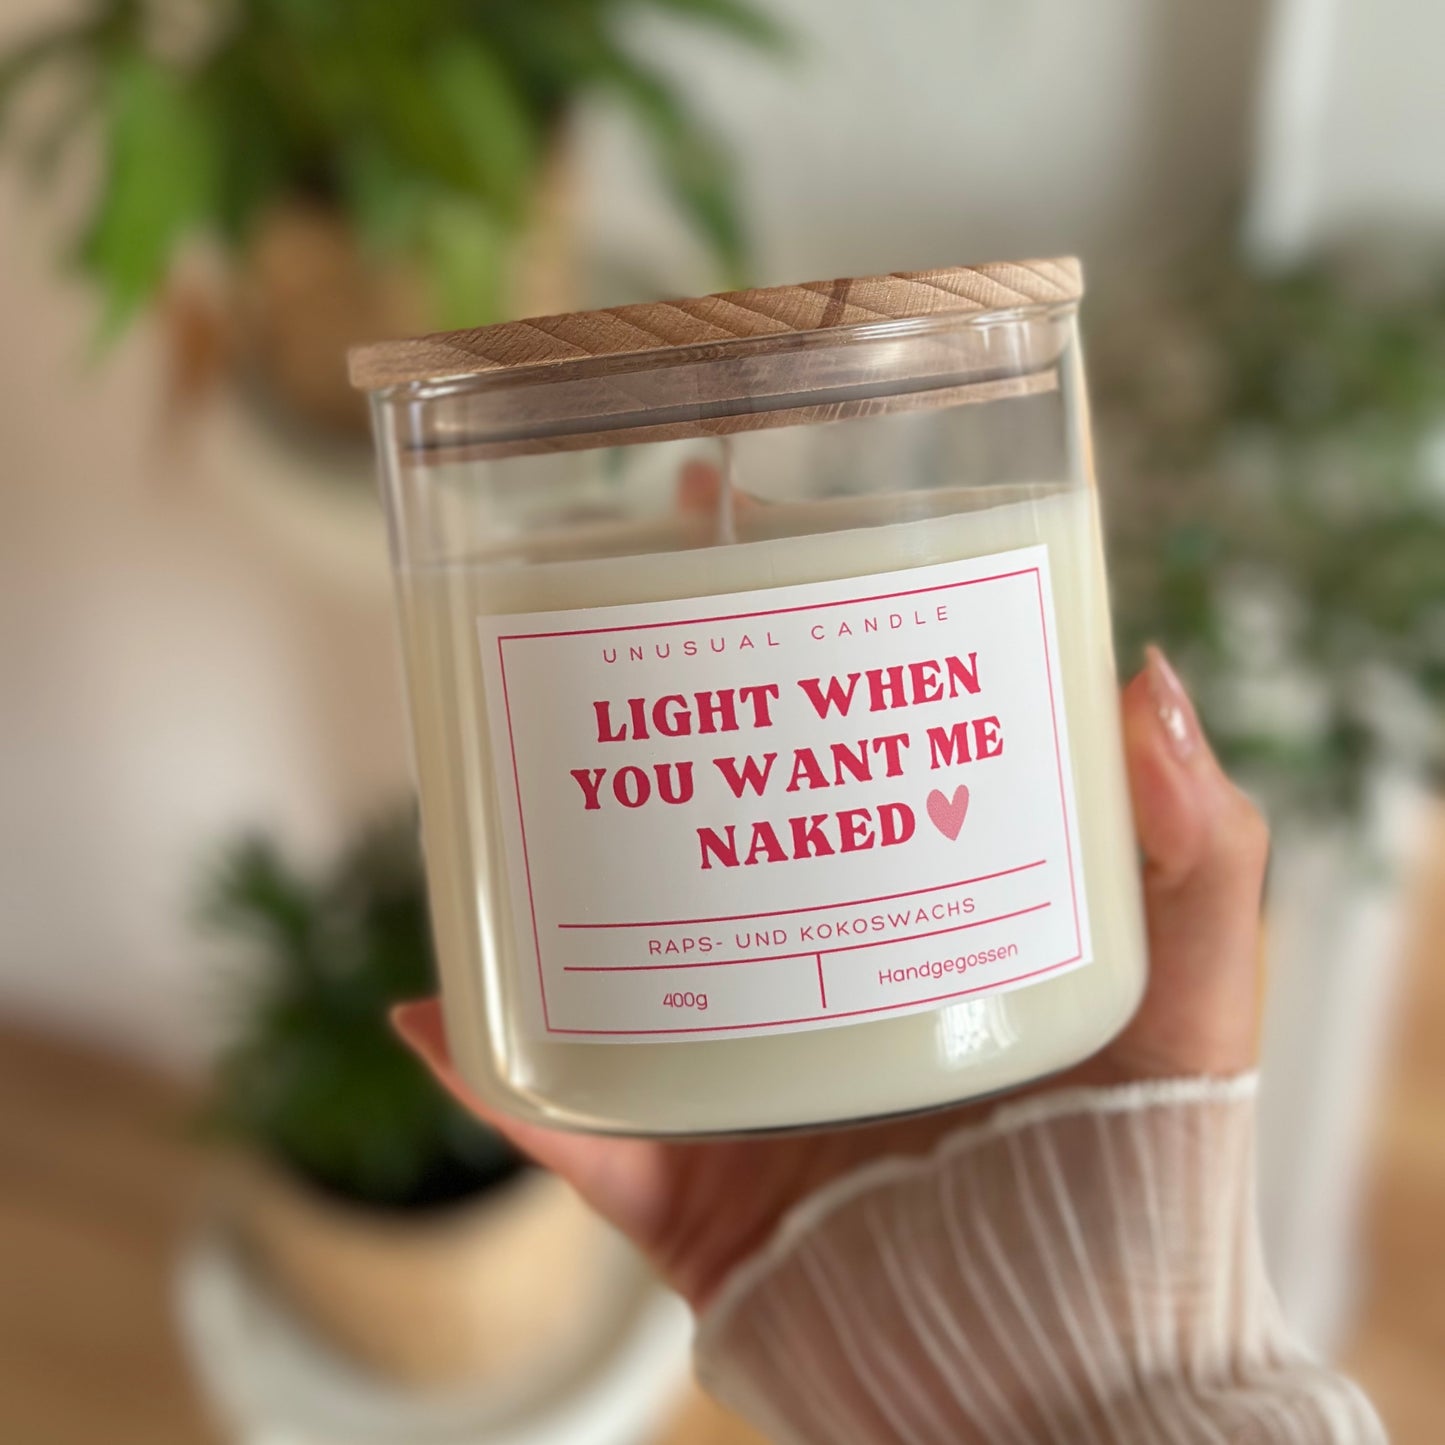 UNUSUAL CANDLE
LIGHT WHEN
YOU WANT ME
NAKED
RAPS- UND KOKOSWACHS
400g
Handgegossen